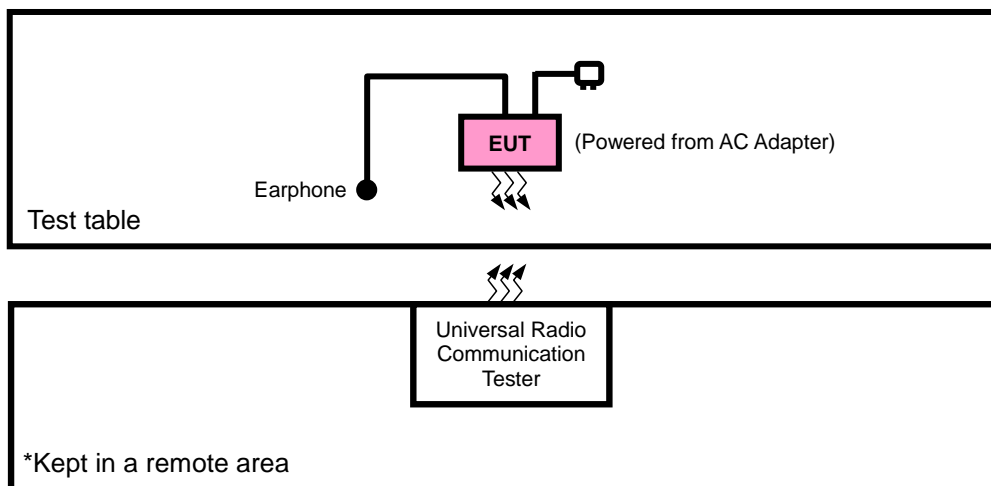 EUT
(Powered from AC Adapter)
Earphone
Test table
Universal Radio
Communication
Tester
*Kept in a remote area